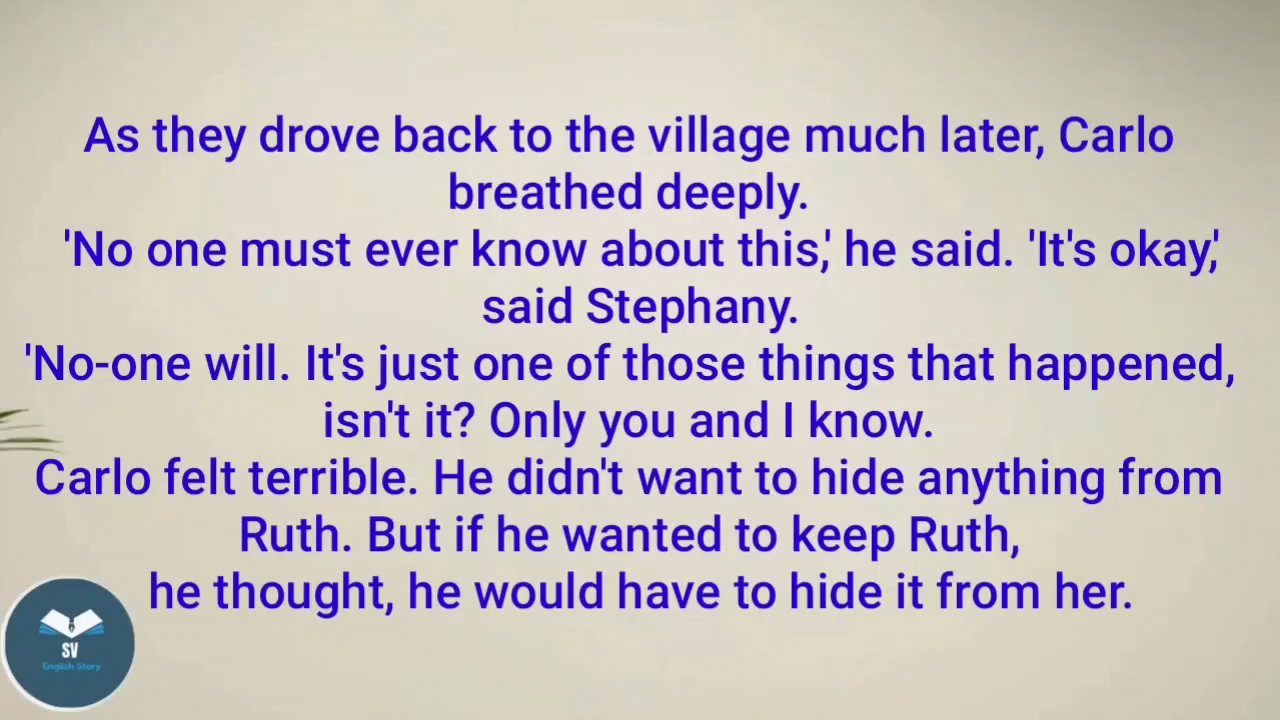 As they drove back to the village much later, Carlo
breathed deeply.
'No one must ever know about this,' he said. 'It's okay,'
said Stephany.
'No-one will. It's just one of those things that happened,
isn't it? Only you and I know.
Carlo felt terrible. He didn't want to hide anything from
Ruth. But if he wanted to keep Ruth,
he thought, he would have to hide it from her.
SV
English Story